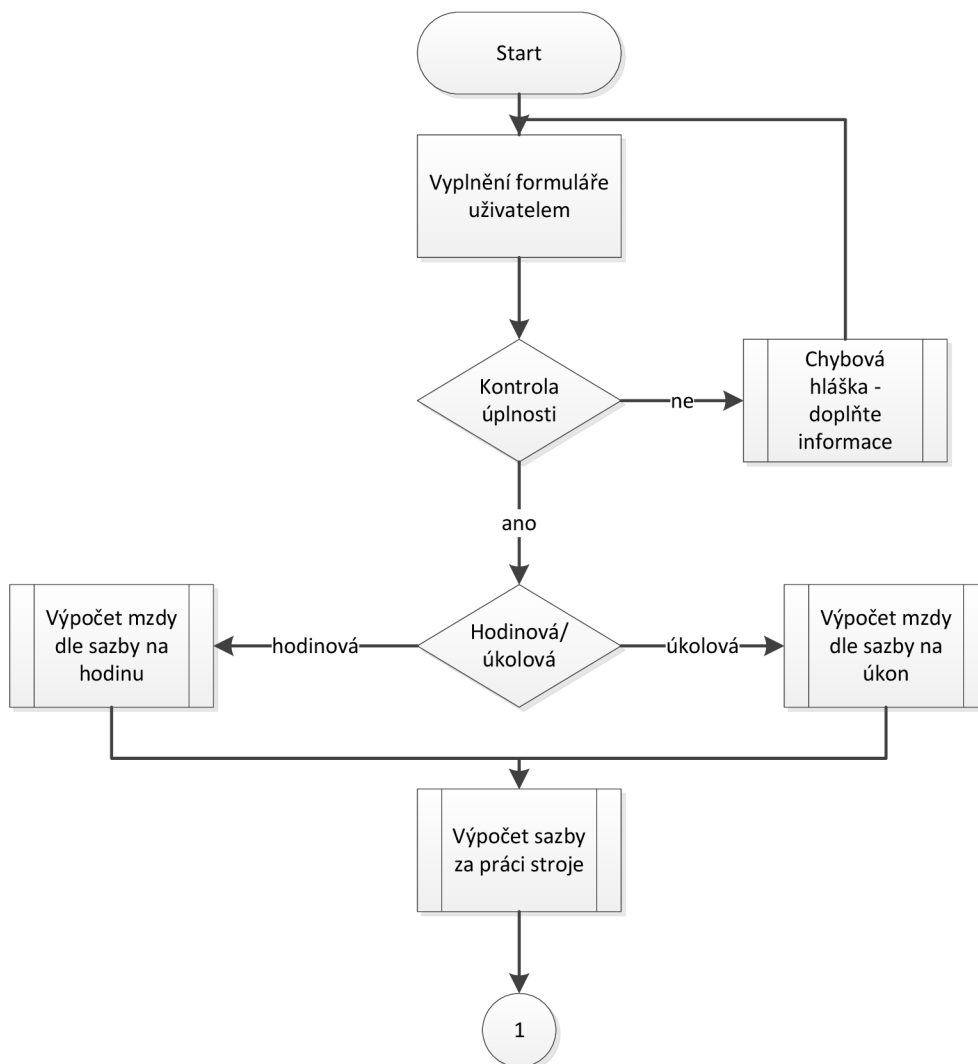 Start
Vyplnění formuláře
uživatelem
Kontrola
úplnosti
ne
Chybová
hláška -
doplňte
informace
ano
Výpočet mzdy
dle sazby na
hodinu
hodinová
Hodinová/
úkolová
úkolová
Výpočet mzdy
dle sazby na
úkon
Výpočet sazby
za práci stroje
1